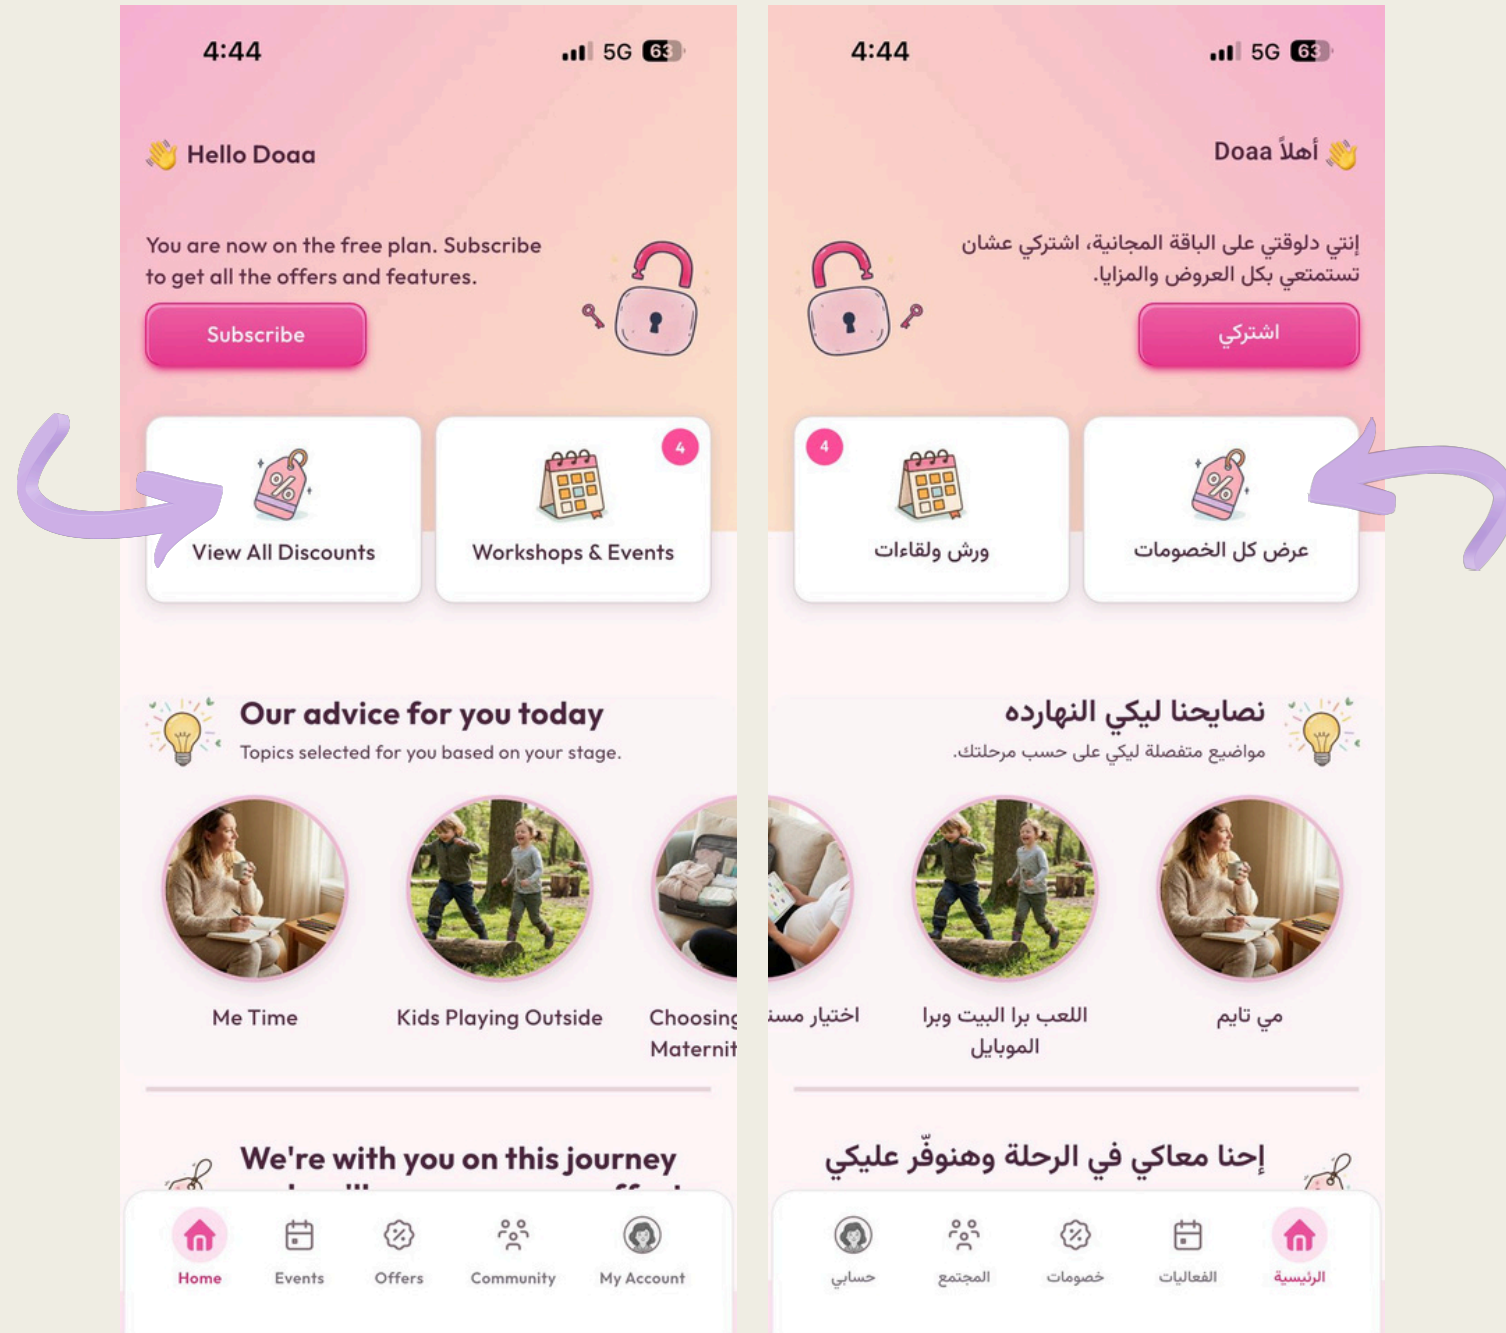 4:44
5G 63
👋 Hello Doaa
You are now on the free plan. Subscribe
to get all the offers and features.
Subscribe
4
View All Discounts
Workshops & Events
Our advice for you today
Topics selected for you based on your stage.
Me Time
Kids Playing Outside
Choosing
Maternit
We're with you on this journey
Home
Events
Offers
Community
My Account
4:44
5G 63
👋 أهلاً Doaa
إنتي دلوقتي على الباقة المجانية، اشتركي عشان
تستمتعي بكل العروض والمزايا.
اشتركي
4
عرض كل الخصومات
ورش ولقاءات
نصايحنا ليكي النهارده
مواضيع متفصلة ليكي على حسب مرحلتك.
مي تايم
اللعب برا البيت وبرا
الموبايل
اختيار مسن
إحنا معاكي في الرحلة وهنوفّر عليكي
الرئيسية
الفعاليات
خصومات
المجتمع
حسابي